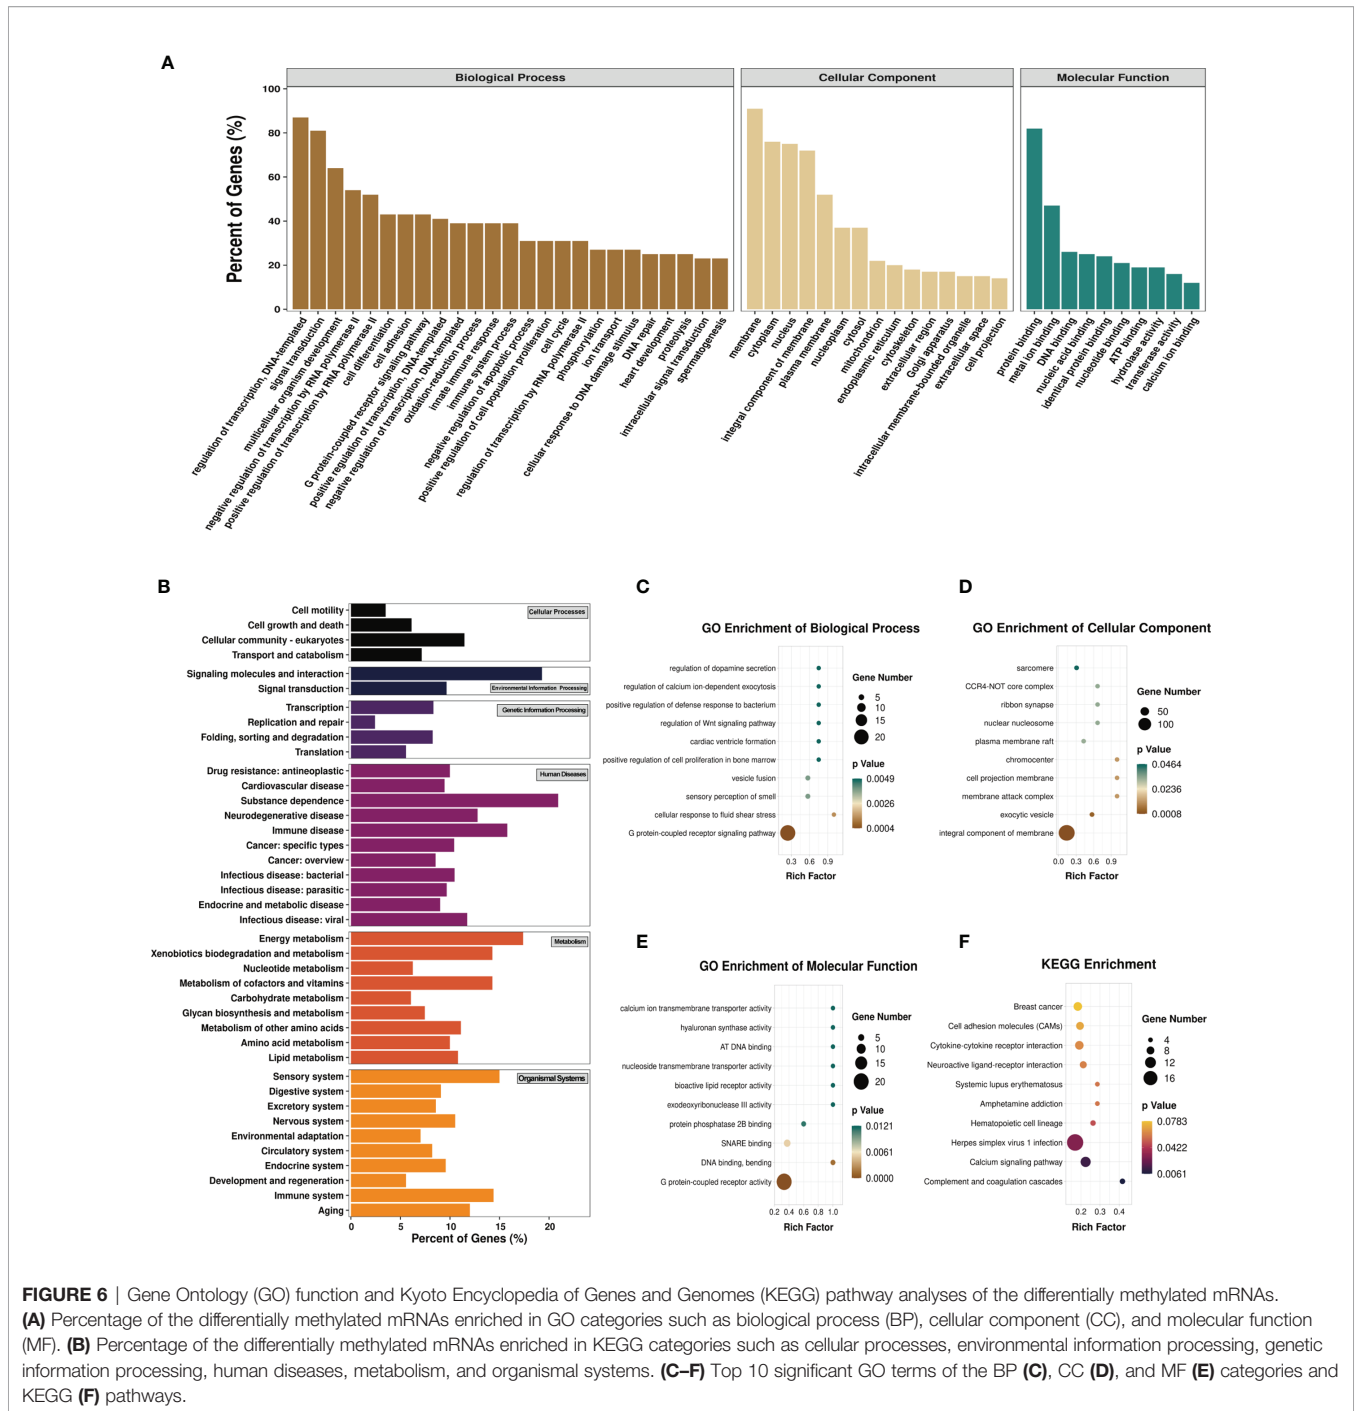 A
Biological Process
Cellular Component
Molecular Function
Percent of Genes (%)
100
80
60
40
20
0
regulation of transcription, DNA-templated
signal transduction
multicellular organism development
negative regulation of transcription by RNA polymerase II
positive regulation of transcription by RNA polymerase II
cell differentiation
cell adhesion
G protein-coupled receptor signaling pathway
positive regulation of transcription, DNA-templated
negative regulation of transcription, DNA-templated
oxidation-reduction process
innate immune response
immune system process
negative regulation of apoptotic process
positive regulation of cell population proliferation
cell cycle
regulation of transcription by RNA polymerase II
phosphorylation
ion transport
cellular response to DNA damage stimulus
DNA repair
heart development
proteolysis
intracellular signal transduction
spermatogenesis
membrane
cytoplasm
nucleus
integral component of membrane
plasma membrane
nucleoplasm
cytosol
mitochondrion
endoplasmic reticulum
cytoskeleton
extracellular region
Golgi apparatus
intracellular membrane-bounded organelle
extracellular space
cell projection
protein binding
metal ion binding
DNA binding
nucleic acid binding
identical protein binding
nucleotide binding
ATP binding
hydrolase activity
transferase activity
calcium ion binding
B
Cell motility
Cell growth and death
Cellular community - eukaryotes
Transport and catabolism
Cellular Processes
Signaling molecules and interaction
Signal transduction
Environmental Information Processing
Transcription
Replication and repair
Folding, sorting and degradation
Translation
Genetic Information Processing
Drug resistance: antineoplastic
Cardiovascular disease
Substance dependence
Neurodegenerative disease
Immune disease
Cancer: specific types
Cancer: overview
Infectious disease: bacterial
Infectious disease: parasitic
Endocrine and metabolic disease
Infectious disease: viral
Human Diseases
Energy metabolism
Xenobiotics biodegradation and metabolism
Nucleotide metabolism
Metabolism of cofactors and vitamins
Carbohydrate metabolism
Glycan biosynthesis and metabolism
Metabolism of other amino acids
Amino acid metabolism
Lipid metabolism
Metabolism
Sensory system
Digestive system
Excretory system
Nervous system
Environmental adaptation
Circulatory system
Endocrine system
Development and regeneration
Immune system
Aging
Organismal Systems
0 5 10 15 20
Percent of Genes (%)
C
GO Enrichment of Biological Process
regulation of dopamine secretion
regulation of calcium ion-dependent exocytosis
positive regulation of defense response to bacterium
regulation of Wnt signaling pathway
cardiac ventricle formation
positive regulation of cell proliferation in bone marrow
vesicle fusion
sensory perception of smell
cellular response to fluid shear stress
G protein-coupled receptor signaling pathway
0.3 0.6 0.9
Rich Factor
Gene Number
5
10
15
20
p Value
0.0049
0.0026
0.0004
D
GO Enrichment of Cellular Component
sarcomere
CCR4-NOT core complex
ribbon synapse
nuclear nucleosome
plasma membrane raft
chromocenter
cell projection membrane
membrane attack complex
exocytic vesicle
integral component of membrane
0.0 0.3 0.6 0.9
Rich Factor
Gene Number
50
100
p Value
0.0464
0.0236
0.0008
E
GO Enrichment of Molecular Function
calcium ion transmembrane transporter activity
hyaluronan synthase activity
AT DNA binding
nucleoside transmembrane transporter activity
bioactive lipid receptor activity
exodeoxyribonuclease III activity
protein phosphatase 2B binding
SNARE binding
DNA binding, bending
G protein-coupled receptor activity
0.2 0.4 0.6 0.8 1.0
Rich Factor
Gene Number
5
10
15
20
p Value
0.0121
0.0061
0.0000
F
KEGG Enrichment
Breast cancer
Cell adhesion molecules (CAMs)
Cytokine-cytokine receptor interaction
Neuroactive ligand-receptor interaction
Systemic lupus erythematosus
Amphetamine addiction
Hematopoietic cell lineage
Herpes simplex virus 1 infection
Calcium signaling pathway
Complement and coagulation cascades
0.2 0.3 0.4
Rich Factor
Gene Number
4
8
12
16
p Value
0.0783
0.0422
0.0061
FIGURE 6 | Gene Ontology (GO) function and Kyoto Encyclopedia of Genes and Genomes (KEGG) pathway analyses of the differentially methylated mRNAs.
(A) Percentage of the differentially methylated mRNAs enriched in GO categories such as biological process (BP), cellular component (CC), and molecular function
(MF). (B) Percentage of the differentially methylated mRNAs enriched in KEGG categories such as cellular processes, environmental information processing, genetic
information processing, human diseases, metabolism, and organismal systems. (C–F) Top 10 significant GO terms of the BP (C), CC (D), and MF (E) categories and
KEGG (F) pathways.